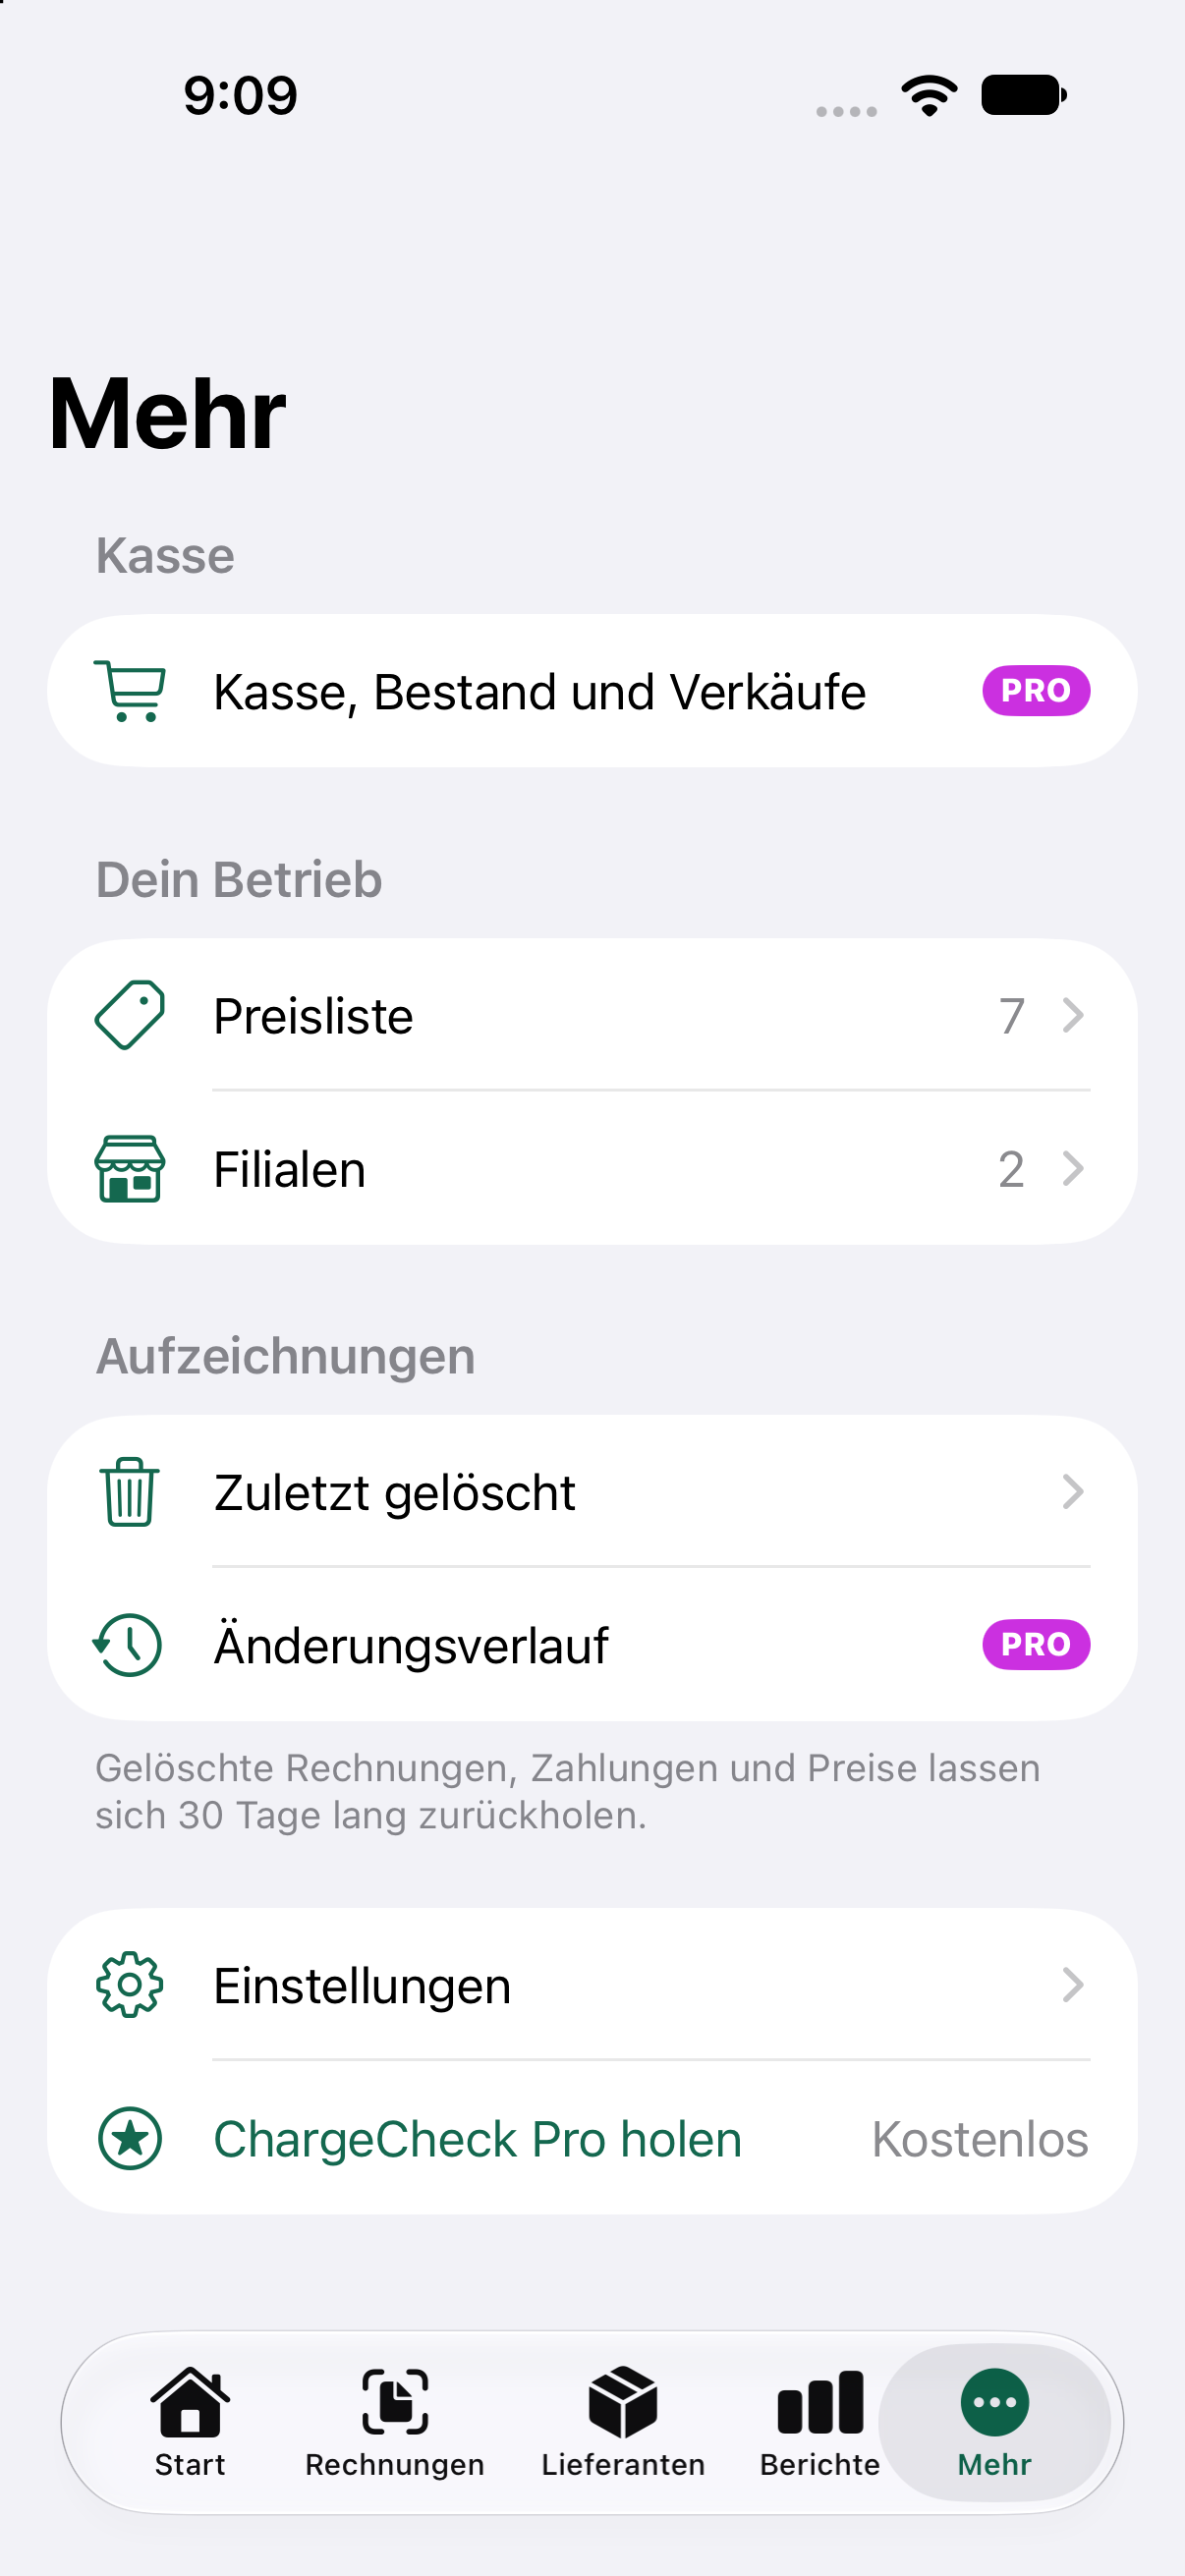 9:09
Mehr
Kasse
Kasse, Bestand und Verkäufe PRO
Dein Betrieb
Preisliste 7
Filialen 2
Aufzeichnungen
Zuletzt gelöscht
Änderungsverlauf PRO
Gelöschte Rechnungen, Zahlungen und Preise lassen
sich 30 Tage lang zurückholen.
Einstellungen
ChargeCheck Pro holen Kostenlos
Start Rechnungen Lieferanten Berichte Mehr